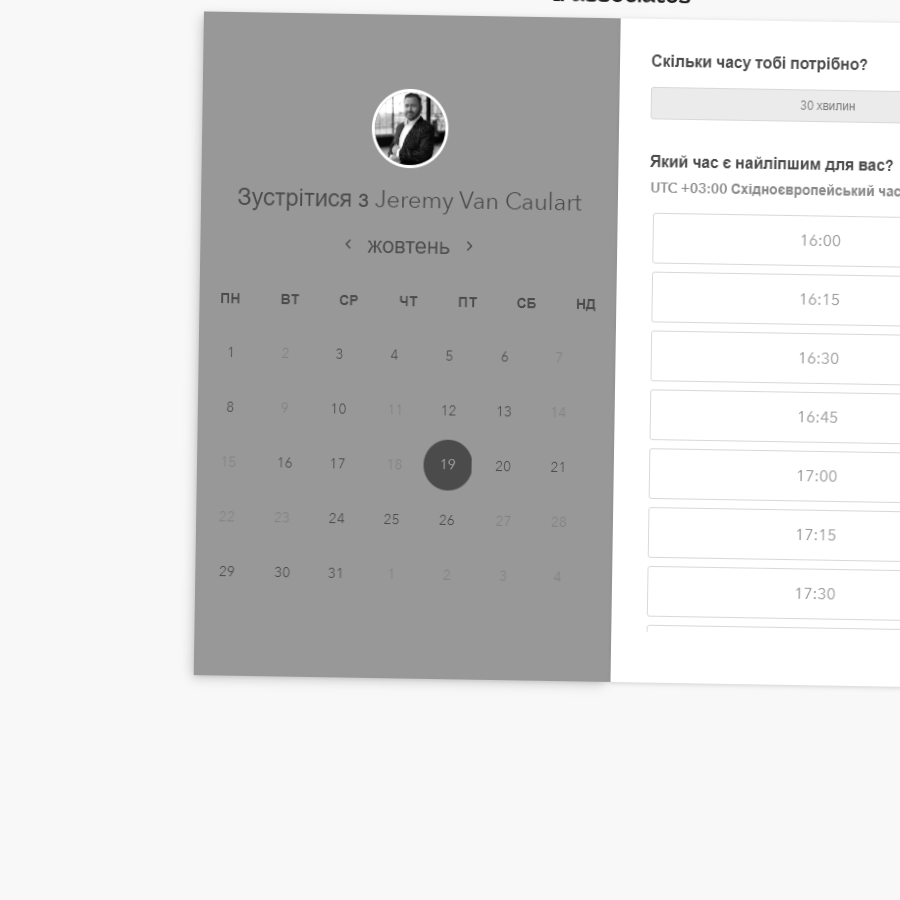 & associates
Зустрітися з Jeremy Van Caulart
‹ жовтень ›
ПН ВТ СР ЧТ ПТ СБ НД
1 2 3 4 5 6 7
8 9 10 11 12 13 14
15 16 17 18 19 20 21
22 23 24 25 26 27 28
29 30 31 1 2 3 4
Скільки часу тобі потрібно?
30 хвилин
Який час є найліпшим для вас?
UTC +03:00 Східноєвропейський час
16:00
16:15
16:30
16:45
17:00
17:15
17:30